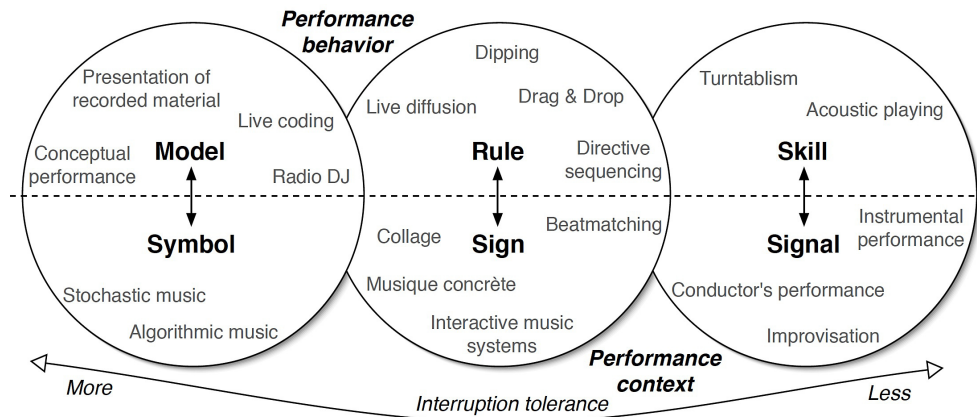 Performance
behavior
Dipping
Presentation of
recorded material
Turntablism
Live diffusion
Drag & Drop
Live coding
Acoustic playing
Conceptual
performance
Model
Radio DJ
Rule
Directive
sequencing
Skill
Symbol
Collage
Sign
Beatmatching
Signal
Instrumental
performance
Stochastic music
Musique concrète
Conductor's performance
Algorithmic music
Interactive music
systems
Improvisation
Performance
context
More
Interruption tolerance
Less